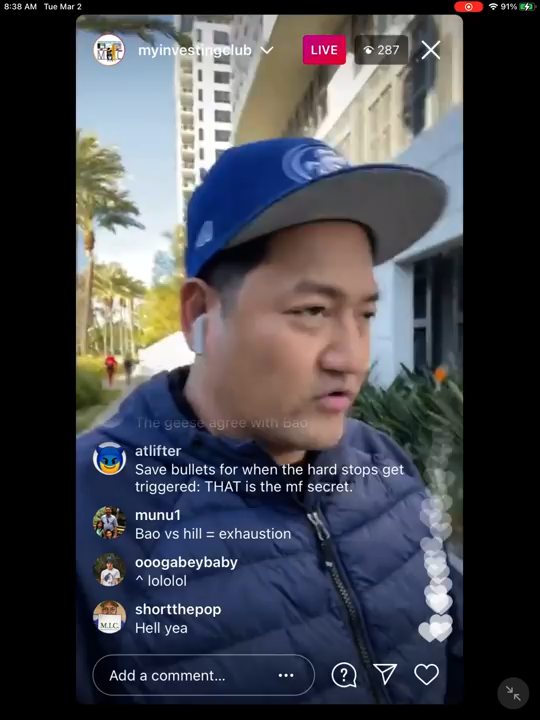 8:38 AM Tue Mar 2
91%
myinvestingclub
LIVE
287
The geese agree with Bao
atlifter
Save bullets for when the hard stops get
triggered: THAT is the mf secret.
munu1
Bao vs hill = exhaustion
ooogabeybaby
^ lololol
shortthepop
M.I.C.
Hell yea
Add a comment...